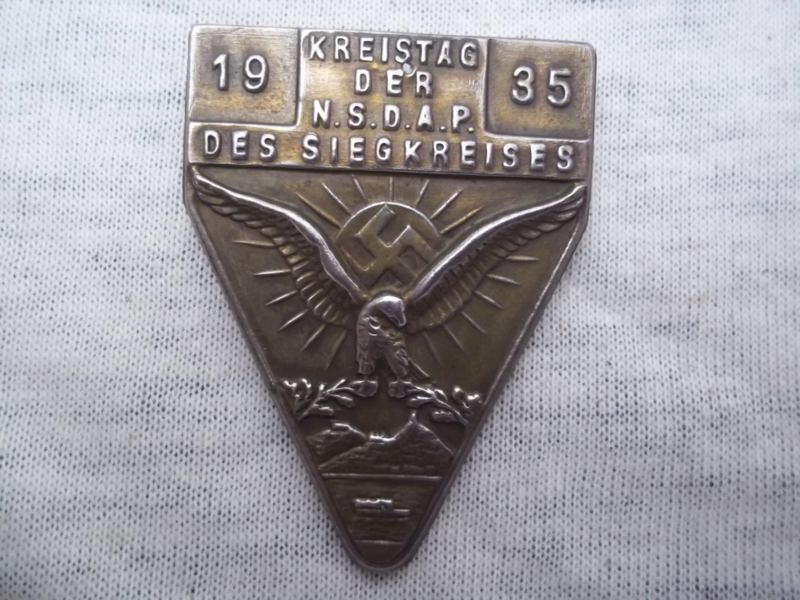 19 35
KREISTAG
DER
N.S.D.A.P.
DES SIEGKREISES